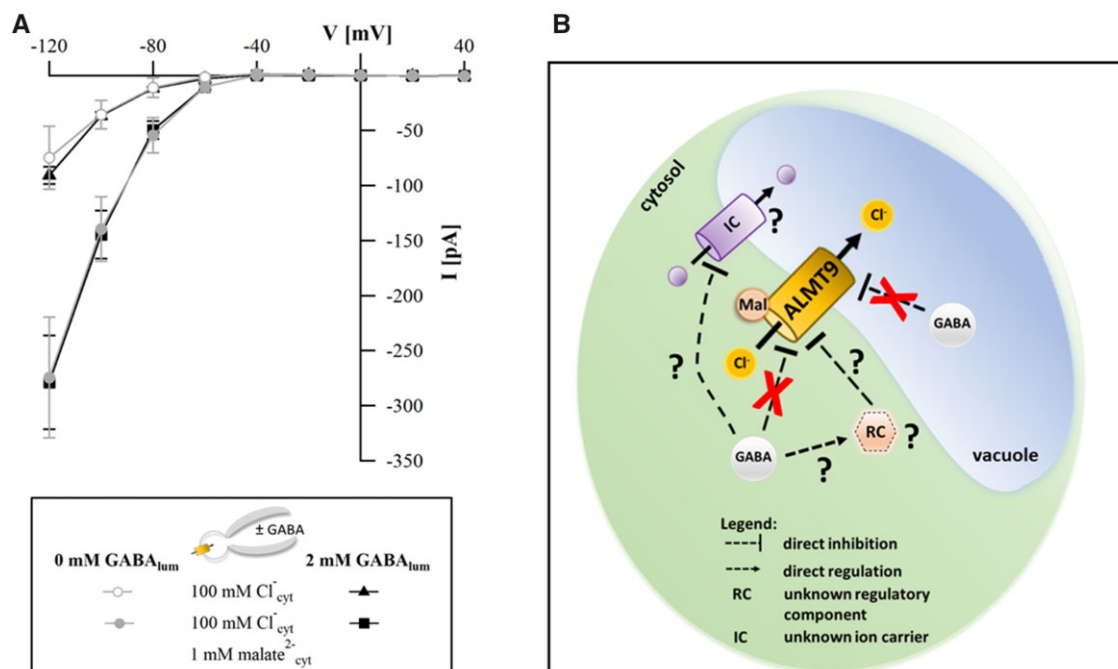 A
V [mV]
-120 -80 -40 40
-50
-100
-150
-200
-250
-300
-350
I [pA]
± GABA
0 mM GABAlum 2 mM GABAlum
100 mM Cl-cyt
100 mM Cl-cyt
1 mM malate2-cyt
B
cytosol
IC
?
Cl-
ALMT9
Mal
GABA
Cl-
?
?
RC
?
GABA
?
vacuole
Legend:
direct inhibition
direct regulation
RC unknown regulatory
component
IC unknown ion carrier